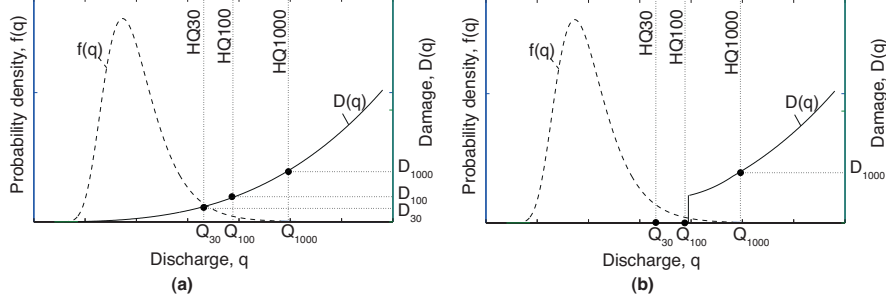 Probability density, f(q)
f(q)
HQ30
HQ100
HQ1000
D(q)
Damage, D(q)
D1000
D100
D30
Q30 Q100 Q1000
Discharge, q
(a)
Probability density, f(q)
f(q)
HQ30
HQ100
HQ1000
D(q)
Damage, D(q)
D1000
Q30 Q100 Q1000
Discharge, q
(b)